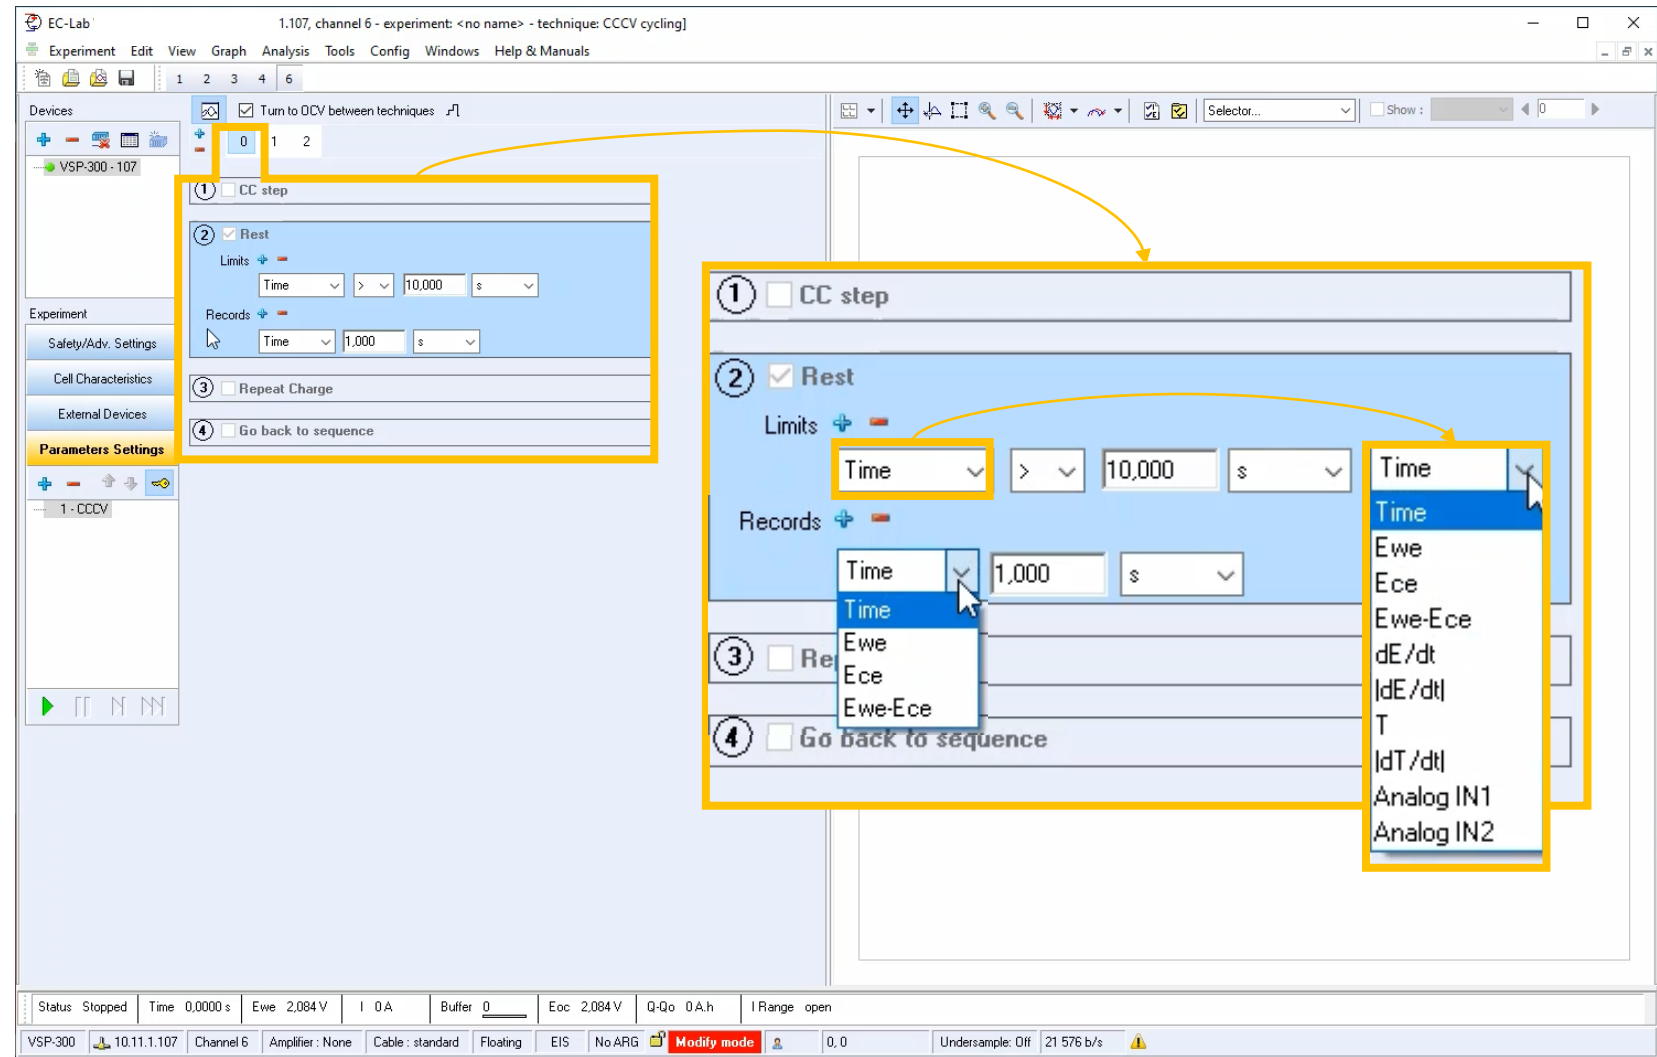 EC-Lab 1.107, channel 6 - experiment: <no name> - technique: CCCV cycling]
Experiment Edit View Graph Analysis Tools Config Windows Help & Manuals
1 2 3 4 6
Devices
Turn to OCV between techniques
Selector...
Show :
0
0 1 2
VSP-300 - 107
1 CC step
2 Rest
Limits
Time > 10,000 s
Records
Time 1,000 s
3 Repeat Charge
4 Go back to sequence
Experiment
Safety/Adv. Settings
Cell Characteristics
External Devices
Parameters Settings
1 - CCCV
1 CC step
2 Rest
Limits
Time > 10,000 s
Records
Time 1,000 s
Time
Ewe
Ece
Ewe-Ece
3 Re
4 Go back to sequence
Time
Time
Ewe
Ece
Ewe-Ece
dE/dt
|dE/dt|
T
|dT/dt|
Analog IN1
Analog IN2
Status Stopped Time 0,0000 s Ewe 2,084 V I 0 A Buffer 0 Eoc 2,084 V Q-Qo 0 A.h I Range open
VSP-300 10.11.1.107 Channel 6 Amplifier : None Cable : standard Floating EIS No ARG Modify mode 0, 0 Undersample: Off 21 576 b/s